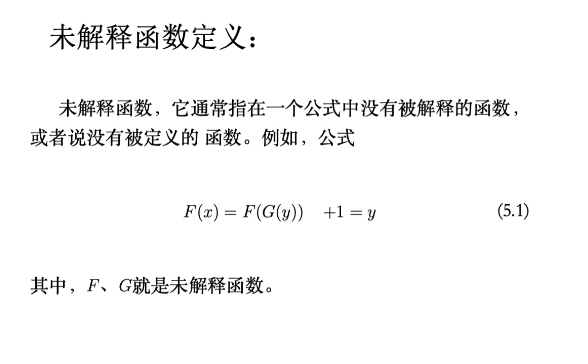 未解释函数定义：
未解释函数，它通常指在一个公式中没有被解释的函数，
或者说没有被定义的 函数。例如，公式
F(x) = F(G(y)) +1 = y (5.1)
其中，F、G就是未解释函数。